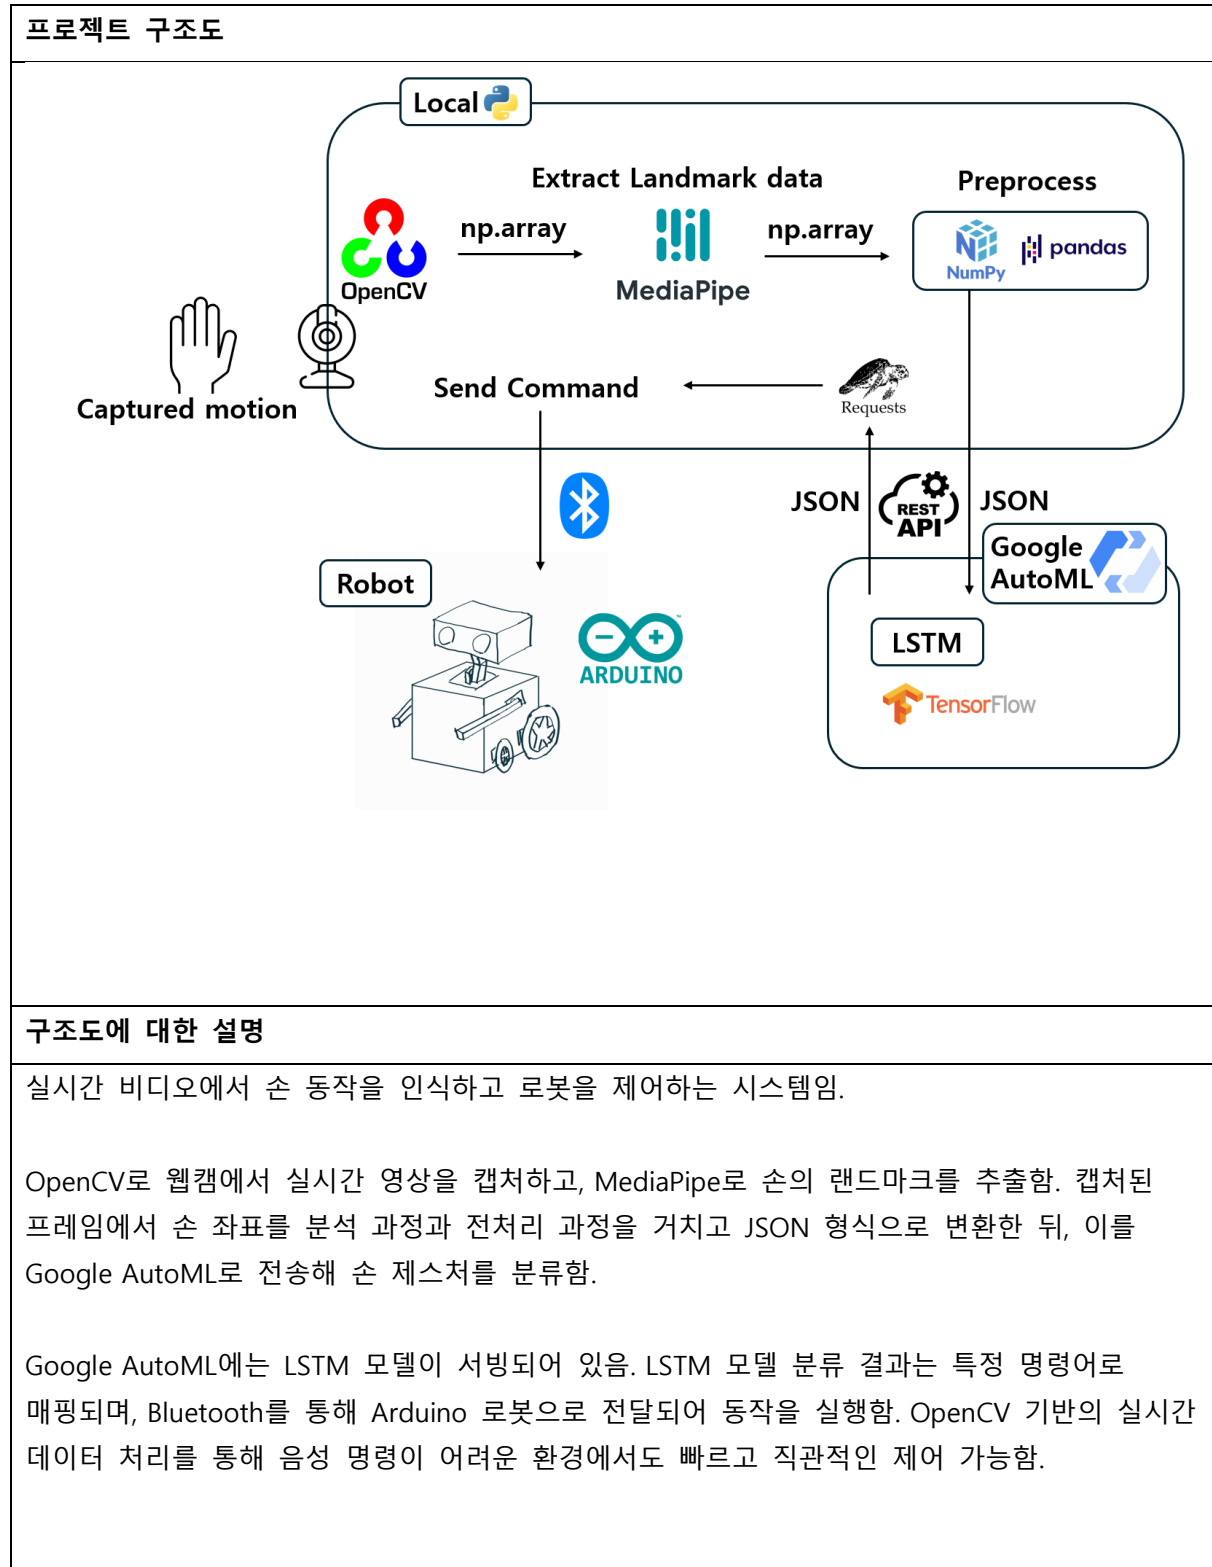 프로젝트 구조도
Local
Extract Landmark data
Preprocess
np.array
np.array
OpenCV
MediaPipe
NumPy
pandas
Captured motion
Send Command
Requests
JSON
REST
API
JSON
Google
AutoML
Robot
ARDUINO
LSTM
TensorFlow
구조도에 대한 설명
실시간 비디오에서 손 동작을 인식하고 로봇을 제어하는 시스템임.
OpenCV로 웹캠에서 실시간 영상을 캡처하고, MediaPipe로 손의 랜드마크를 추출함. 캡처된
프레임에서 손 좌표를 분석 과정과 전처리 과정을 거치고 JSON 형식으로 변환한 뒤, 이를
Google AutoML로 전송해 손 제스처를 분류함.
Google AutoML에는 LSTM 모델이 서빙되어 있음. LSTM 모델 분류 결과는 특정 명령어로
매핑되며, Bluetooth를 통해 Arduino 로봇으로 전달되어 동작을 실행함. OpenCV 기반의 실시간
데이터 처리를 통해 음성 명령이 어려운 환경에서도 빠르고 직관적인 제어 가능함.